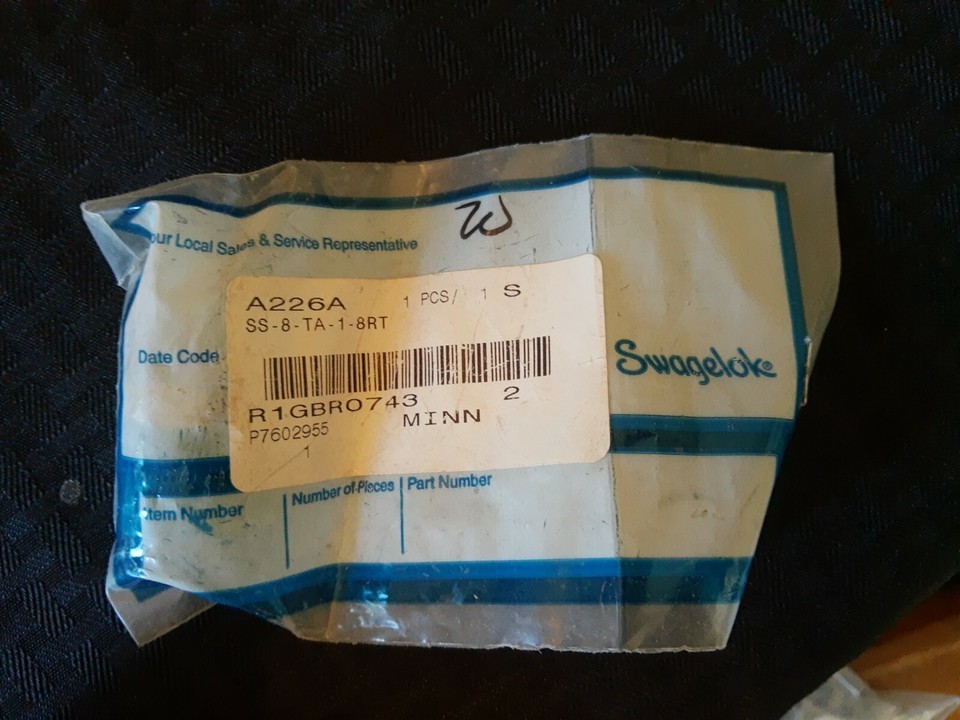 our Local Sales & Service Representative
A226A 1 PCS/ 1 S
SS-8-TA-1-8RT
Date Code
Swagelok®
R1GBR0743 2
P7602955 MINN
1
Item Number Number of Pieces Part Number